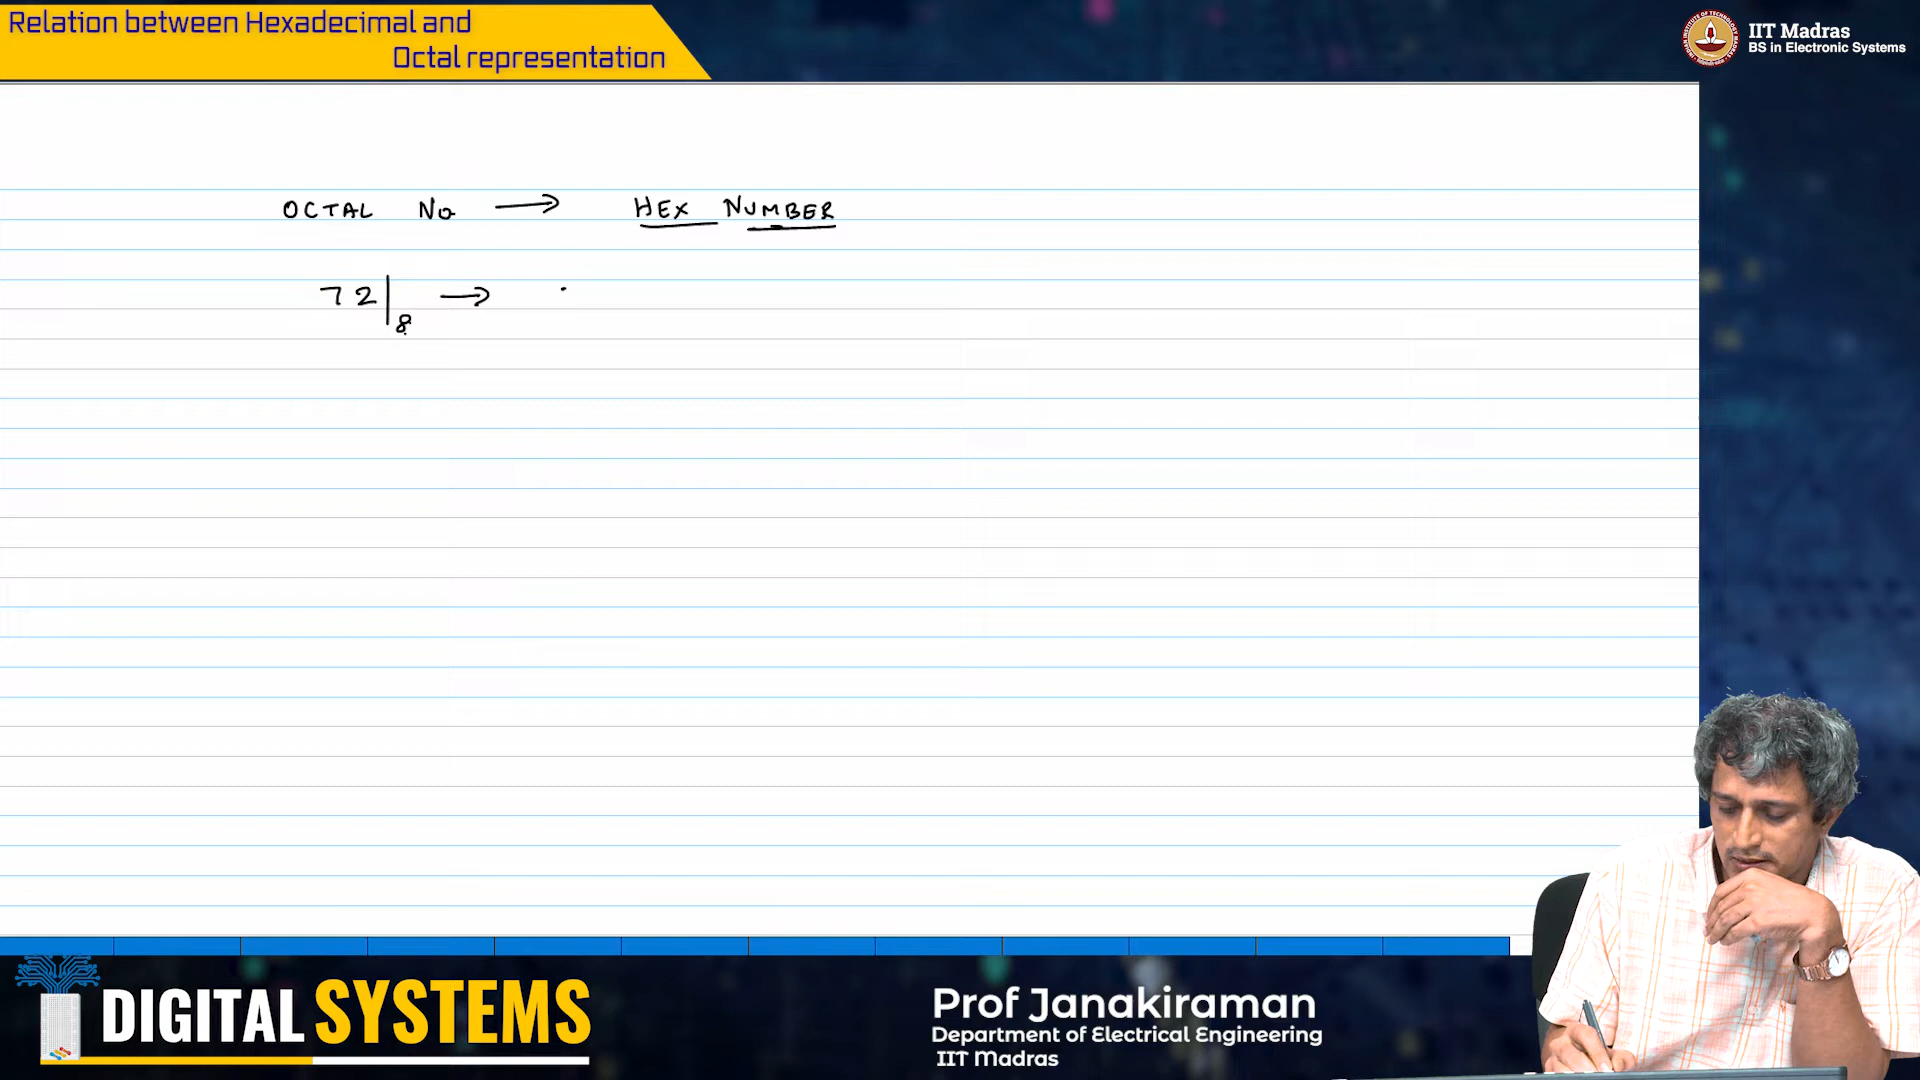 Relation between Hexadecimal and
Octal representation
IIT Madras
BS in Electronic Systems
OCTAL No → HEX NUMBER
72|8 →
DIGITAL SYSTEMS
Prof Janakiraman
Department of Electrical Engineering
IIT Madras